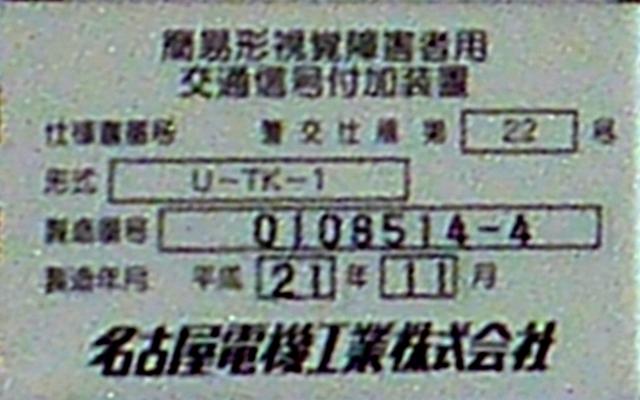 簡易形視覚障害者用
交通信号付加装置
仕様書番号 警交仕規 第 22 号
形式 U-TK-1
製造番号 0108514-4
製造年月 平成 21 年 11 月
名古屋電機工業株式会社